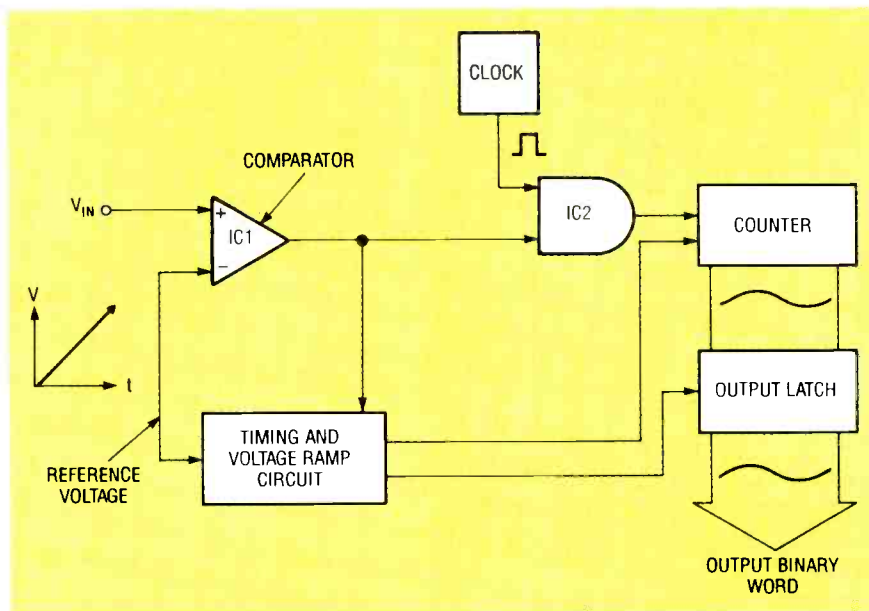 CLOCK
COMPARATOR
V_IN
+
IC1
−
IC2
COUNTER
V
t
REFERENCE
VOLTAGE
TIMING AND
VOLTAGE RAMP
CIRCUIT
OUTPUT LATCH
OUTPUT BINARY
WORD